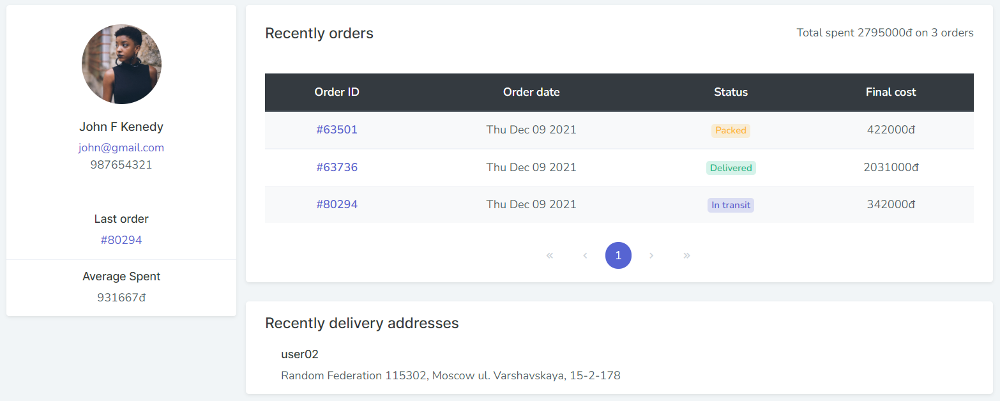 John F Kenedy
john@gmail.com
987654321
Last order
#80294
Average Spent
931667đ
Recently orders
Total spent 2795000đ on 3 orders
Order ID Order date Status Final cost
#63501 Thu Dec 09 2021 Packed 422000đ
#63736 Thu Dec 09 2021 Delivered 2031000đ
#80294 Thu Dec 09 2021 In transit 342000đ
« ‹ 1 › »
Recently delivery addresses
user02
Random Federation 115302, Moscow ul. Varshavskaya, 15-2-178